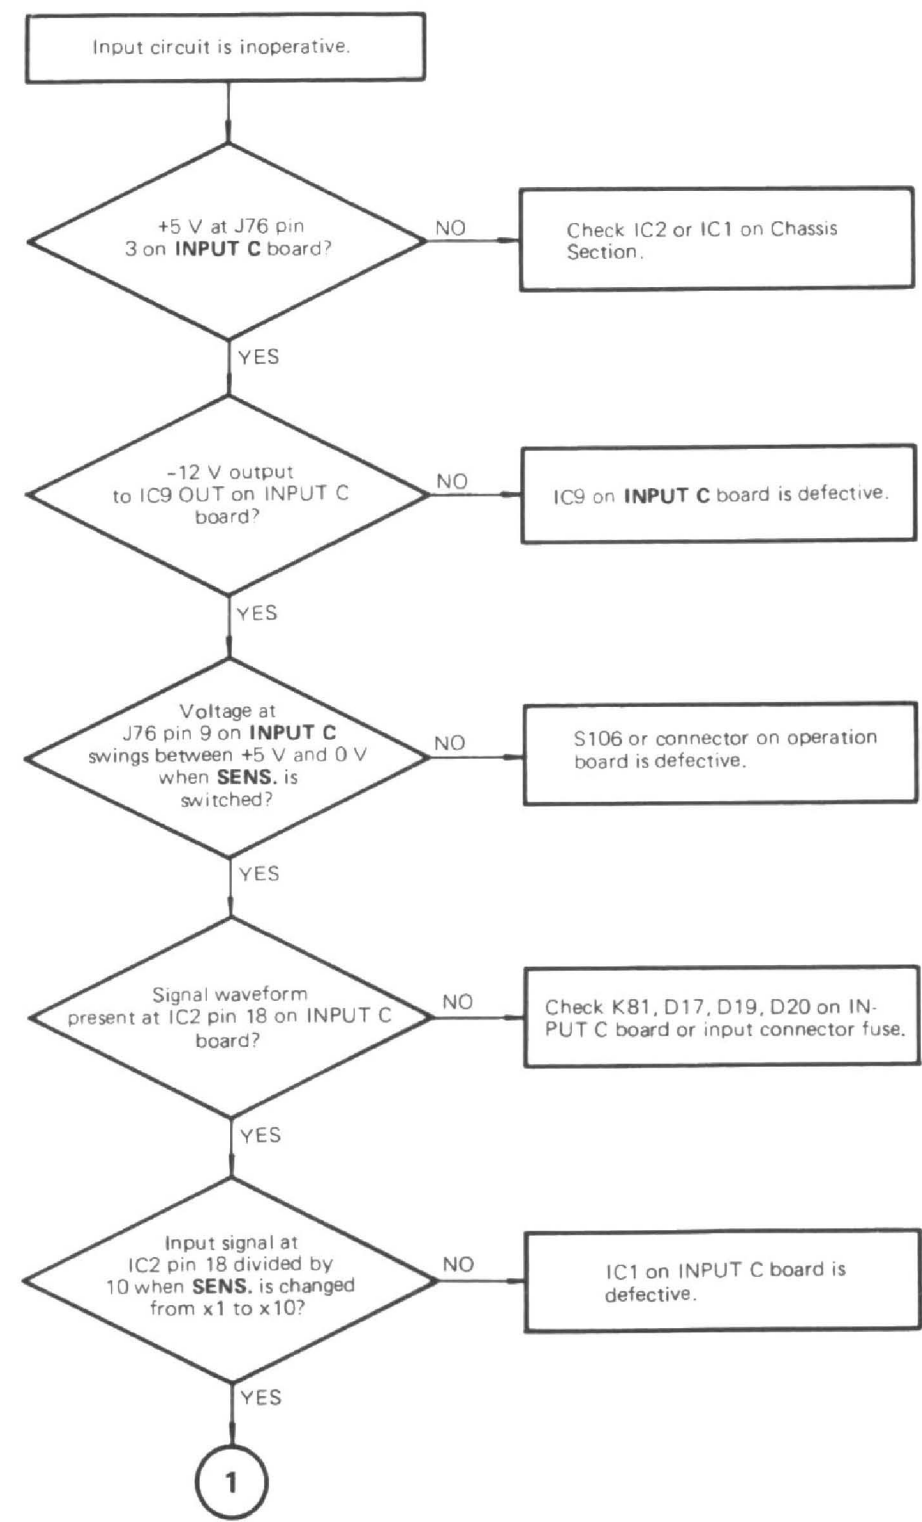 Input circuit is inoperative.
+5 V at J76 pin
3 on INPUT C board?
NO
Check IC2 or IC1 on Chassis
Section.
YES
-12 V output
to IC9 OUT on INPUT C
board?
NO
IC9 on INPUT C board is defective.
YES
Voltage at
J76 pin 9 on INPUT C
swings between +5 V and 0 V
when SENS. is
switched?
NO
S106 or connector on operation
board is defective.
YES
Signal waveform
present at IC2 pin 18 on INPUT C
board?
NO
Check K81, D17, D19, D20 on IN-
PUT C board or input connector fuse.
YES
Input signal at
IC2 pin 18 divided by
10 when SENS. is changed
from x1 to x10?
NO
IC1 on INPUT C board is
defective.
YES
1